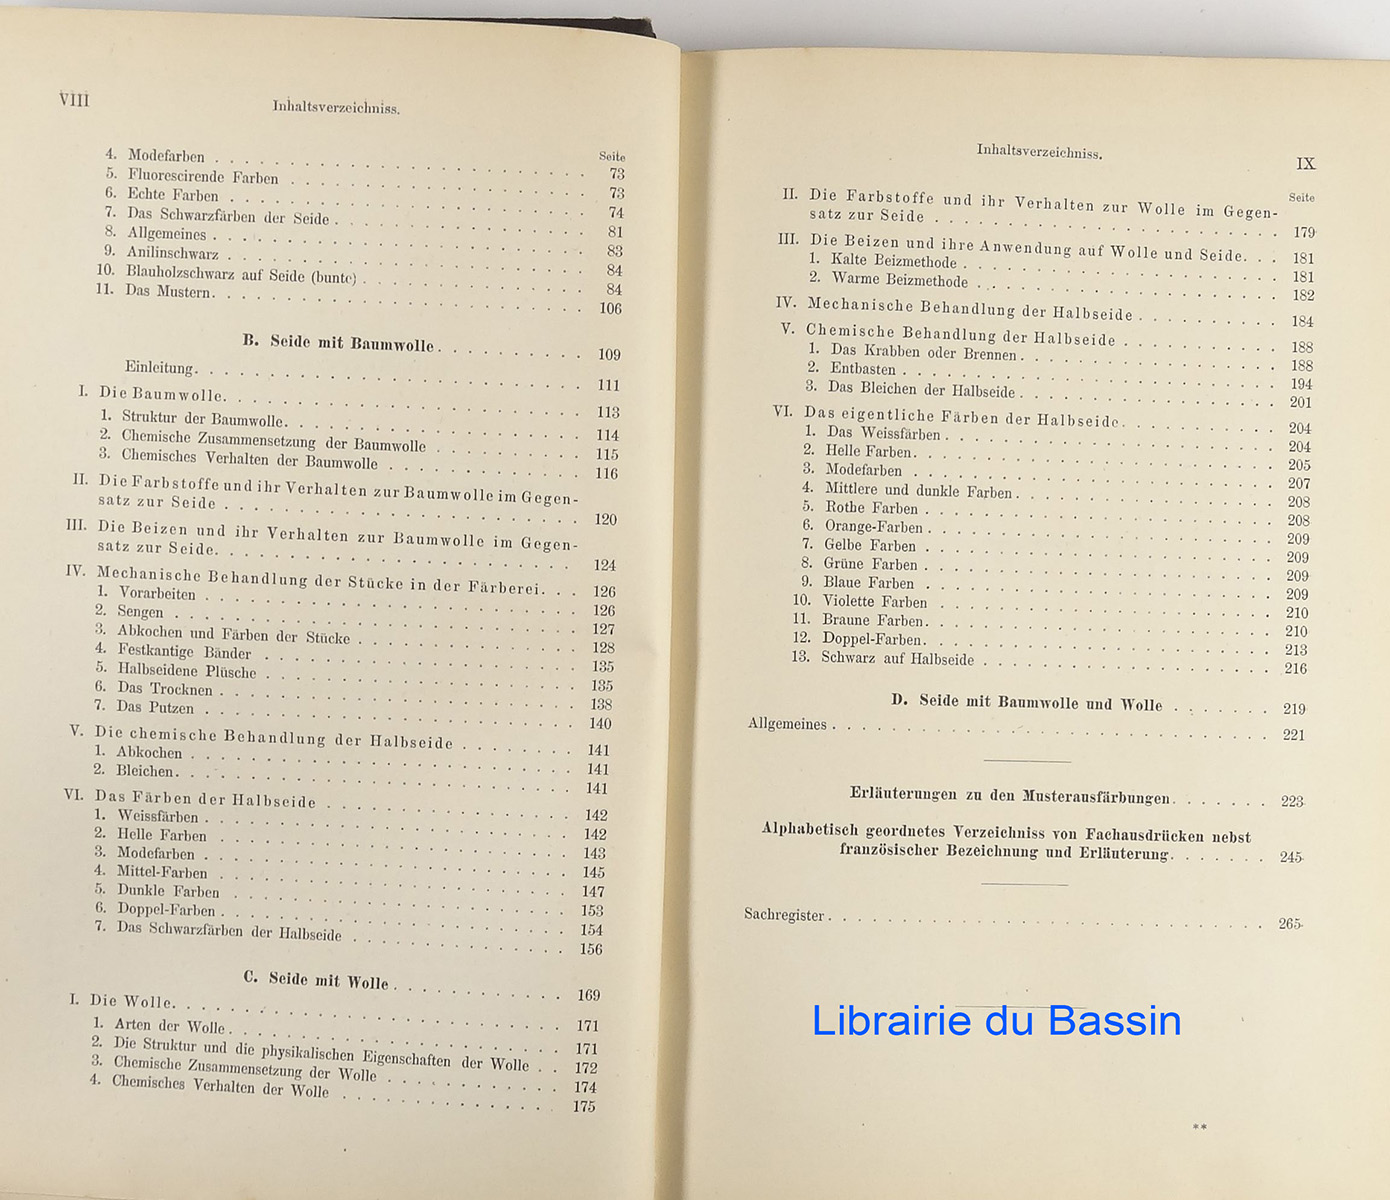 VIII
Inhaltsverzeichniss.
Seite
4. Modefarben . . . 73
5. Fluorescirende Farben . . . 73
6. Echte Farben . . . 74
7. Das Schwarzfärben der Seide . . . 81
8. Allgemeines . . . 83
9. Anilinschwarz . . . 84
10. Blauholzschwarz auf Seide (bunte) . . . 84
11. Das Mustern. . . . 106
B. Seide mit Baumwolle. . . . 109
Einleitung. . . . 111
I. Die Baumwolle. . . . 113
1. Struktur der Baumwolle. . . . 114
2. Chemische Zusammensetzung der Baumwolle . . . 115
3. Chemisches Verhalten der Baumwolle . . . 116
II. Die Farbstoffe und ihr Verhalten zur Baumwolle im Gegen-
satz zur Seide . . . 120
III. Die Beizen und ihr Verhalten zur Baumwolle im Gegen-
satz zur Seide. . . . 124
IV. Mechanische Behandlung der Stücke in der Färberei. . . 126
1. Vorarbeiten . . . 126
2. Sengen . . . 127
3. Abkochen und Färben der Stücke . . . 128
4. Festkantige Bänder . . . 135
5. Halbseidene Plüsche . . . 135
6. Das Trocknen . . . 138
7. Das Putzen . . . 140
V. Die chemische Behandlung der Halbseide . . . 141
1. Abkochen . . . 141
2. Bleichen. . . . 141
VI. Das Färben der Halbseide . . . 142
1. Weissfärben . . . 142
2. Helle Farben . . . 143
3. Modefarben . . . 145
4. Mittel-Farben . . . 147
5. Dunkle Farben . . . 153
6. Doppel-Farben . . . 154
7. Das Schwarzfärben der Halbseide . . . 156
C. Seide mit Wolle . . . 169
I. Die Wolle. . . . 171
1. Arten der Wolle . . . 171
2. Die Struktur und die physikalischen Eigenschaften der Wolle . . 172
3. Chemische Zusammensetzung der Wolle . . . 174
4. Chemisches Verhalten der Wolle . . . 175
Inhaltsverzeichniss.
IX
Seite
II. Die Farbstoffe und ihr Verhalten zur Wolle im Gegen-
satz zur Seide . . . 179
III. Die Beizen und ihre Anwendung auf Wolle und Seide. . . 181
1. Kalte Beizmethode . . . 181
2. Warme Beizmethode . . . 182
IV. Mechanische Behandlung der Halbseide . . . 184
V. Chemische Behandlung der Halbseide . . . 188
1. Das Krabben oder Brennen . . . 188
2. Entbasten . . . 194
3. Das Bleichen der Halbseide . . . 201
VI. Das eigentliche Färben der Halbseide. . . . 204
1. Das Weissfärben . . . 204
2. Helle Farben. . . . 205
3. Modefarben . . . 207
4. Mittlere und dunkle Farben . . . 208
5. Rothe Farben . . . 208
6. Orange-Farben . . . 209
7. Gelbe Farben . . . 209
8. Grüne Farben . . . 209
9. Blaue Farben . . . 209
10. Violette Farben . . . 210
11. Braune Farben. . . . 210
12. Doppel-Farben. . . . 213
13. Schwarz auf Halbseide . . . 216
D. Seide mit Baumwolle und Wolle . . . 219
Allgemeines . . . 221
Erläuterungen zu den Musterausfärbungen. . . . 223
Alphabetisch geordnetes Verzeichniss von Fachausdrücken nebst
französischer Bezeichnung und Erläuterung. . . . 245
Sachregister . . . 265
Librairie du Bassin
**